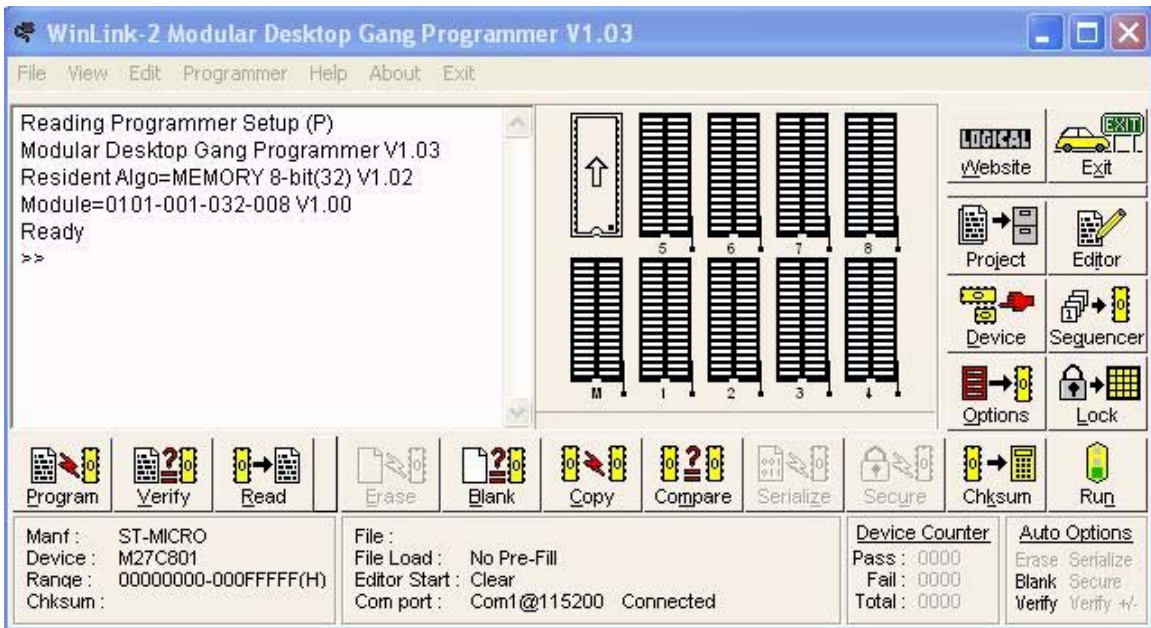 WinLink-2 Modular Desktop Gang Programmer V1.03
File View Edit Programmer Help About Exit
Reading Programmer Setup (P)
Modular Desktop Gang Programmer V1.03
Resident Algo=MEMORY 8-bit(32) V1.02
Module=0101-001-032-008 V1.00
Ready
>>
5 6 7 8
M 1 2 3 4
LOGICAL
Website
EXIT
Exit
Project
Editor
Device
Sequencer
Options
Lock
Program
Verify
Read
Erase
Blank
Copy
Compare
Serialize
Secure
Chksum
Run
Manf : ST-MICRO
Device : M27C801
Range : 00000000-000FFFFF(H)
Chksum :
File :
File Load : No Pre-Fill
Editor Start : Clear
Com port : Com1@115200 Connected
Device Counter
Pass : 0000
Fail : 0000
Total : 0000
Auto Options
Erase Serialize
Blank Secure
Verify Verify +/-